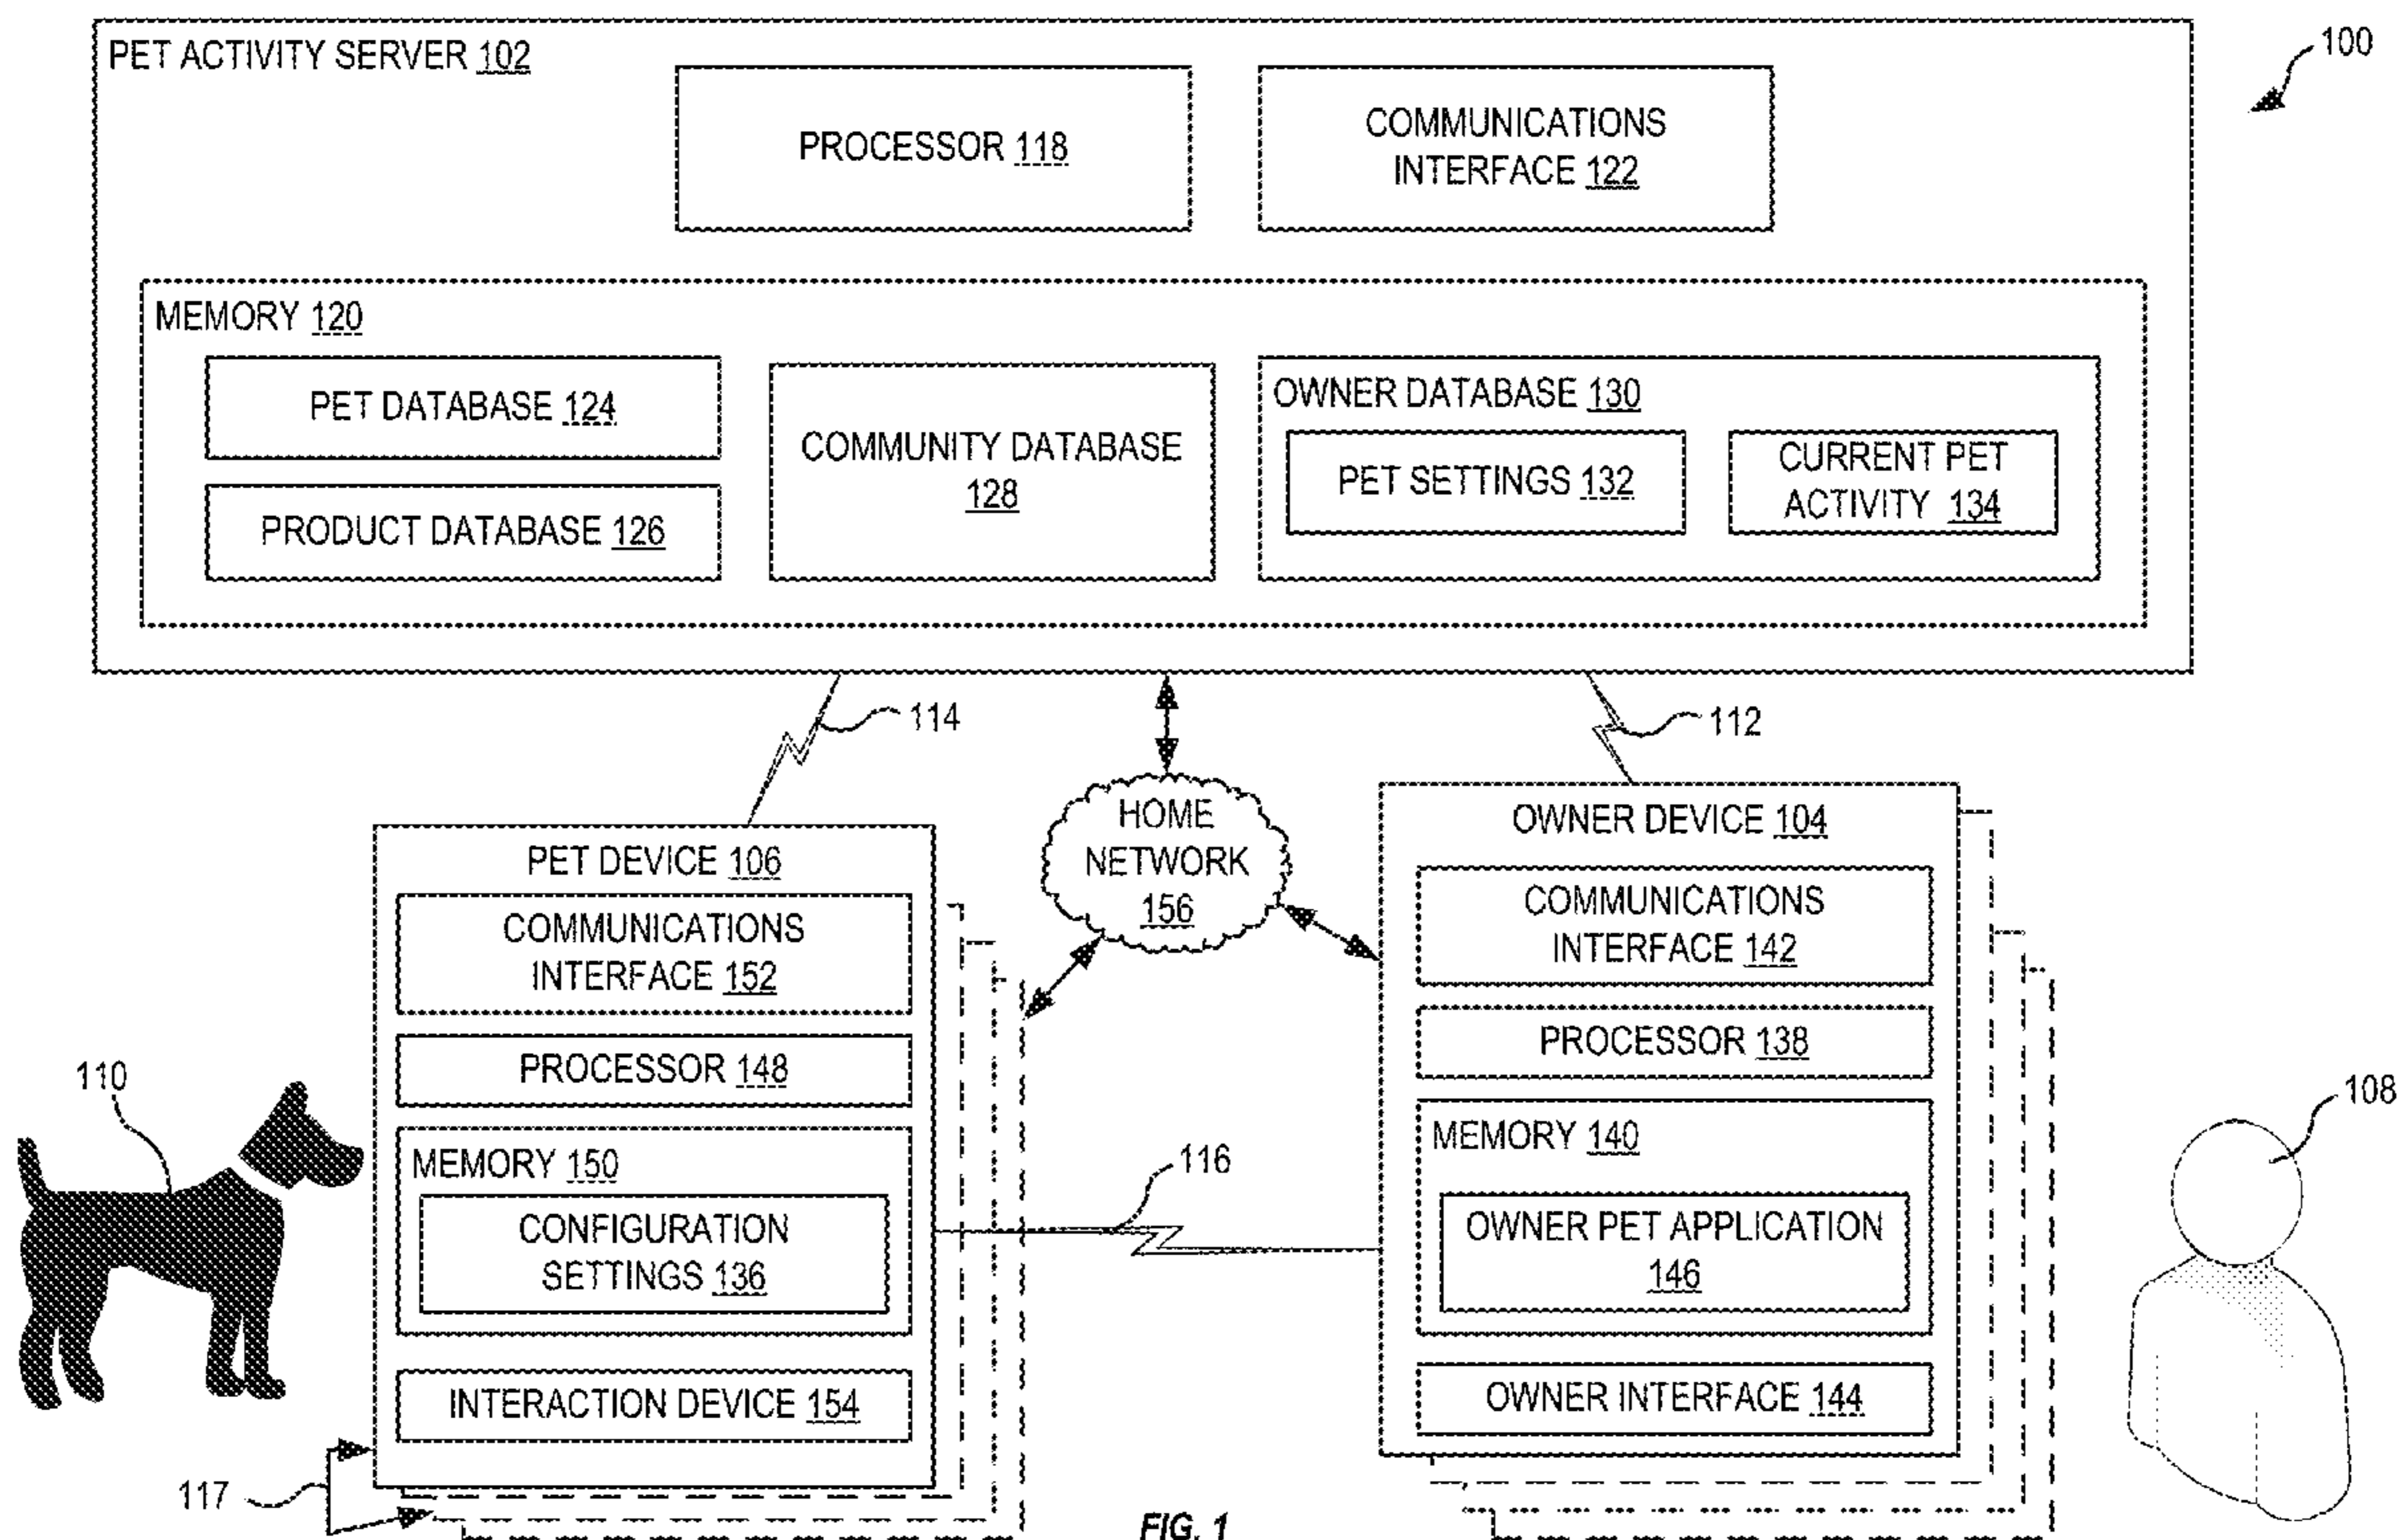 PET ACTIVITY SERVER 102
100
PROCESSOR 118
COMMUNICATIONS
INTERFACE 122
MEMORY 120
PET DATABASE 124
PRODUCT DATABASE 126
COMMUNITY DATABASE
128
OWNER DATABASE 130
PET SETTINGS 132
CURRENT PET
ACTIVITY 134
114
112
HOME
NETWORK
156
PET DEVICE 106
COMMUNICATIONS
INTERFACE 152
PROCESSOR 148
MEMORY 150
CONFIGURATION
SETTINGS 136
INTERACTION DEVICE 154
110
117
116
OWNER DEVICE 104
COMMUNICATIONS
INTERFACE 142
PROCESSOR 138
MEMORY 140
OWNER PET APPLICATION
146
OWNER INTERFACE 144
108
FIG. 1